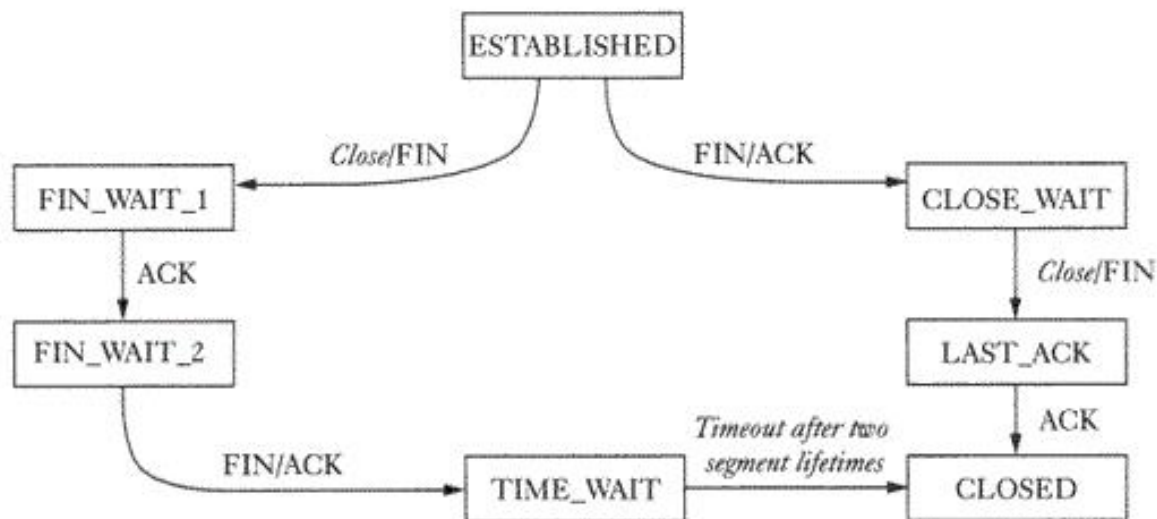 ESTABLISHED
Close/FIN
FIN/ACK
FIN_WAIT_1
CLOSE_WAIT
ACK
Close/FIN
FIN_WAIT_2
LAST_ACK
FIN/ACK
Timeout after two
segment lifetimes
ACK
TIME_WAIT
CLOSED